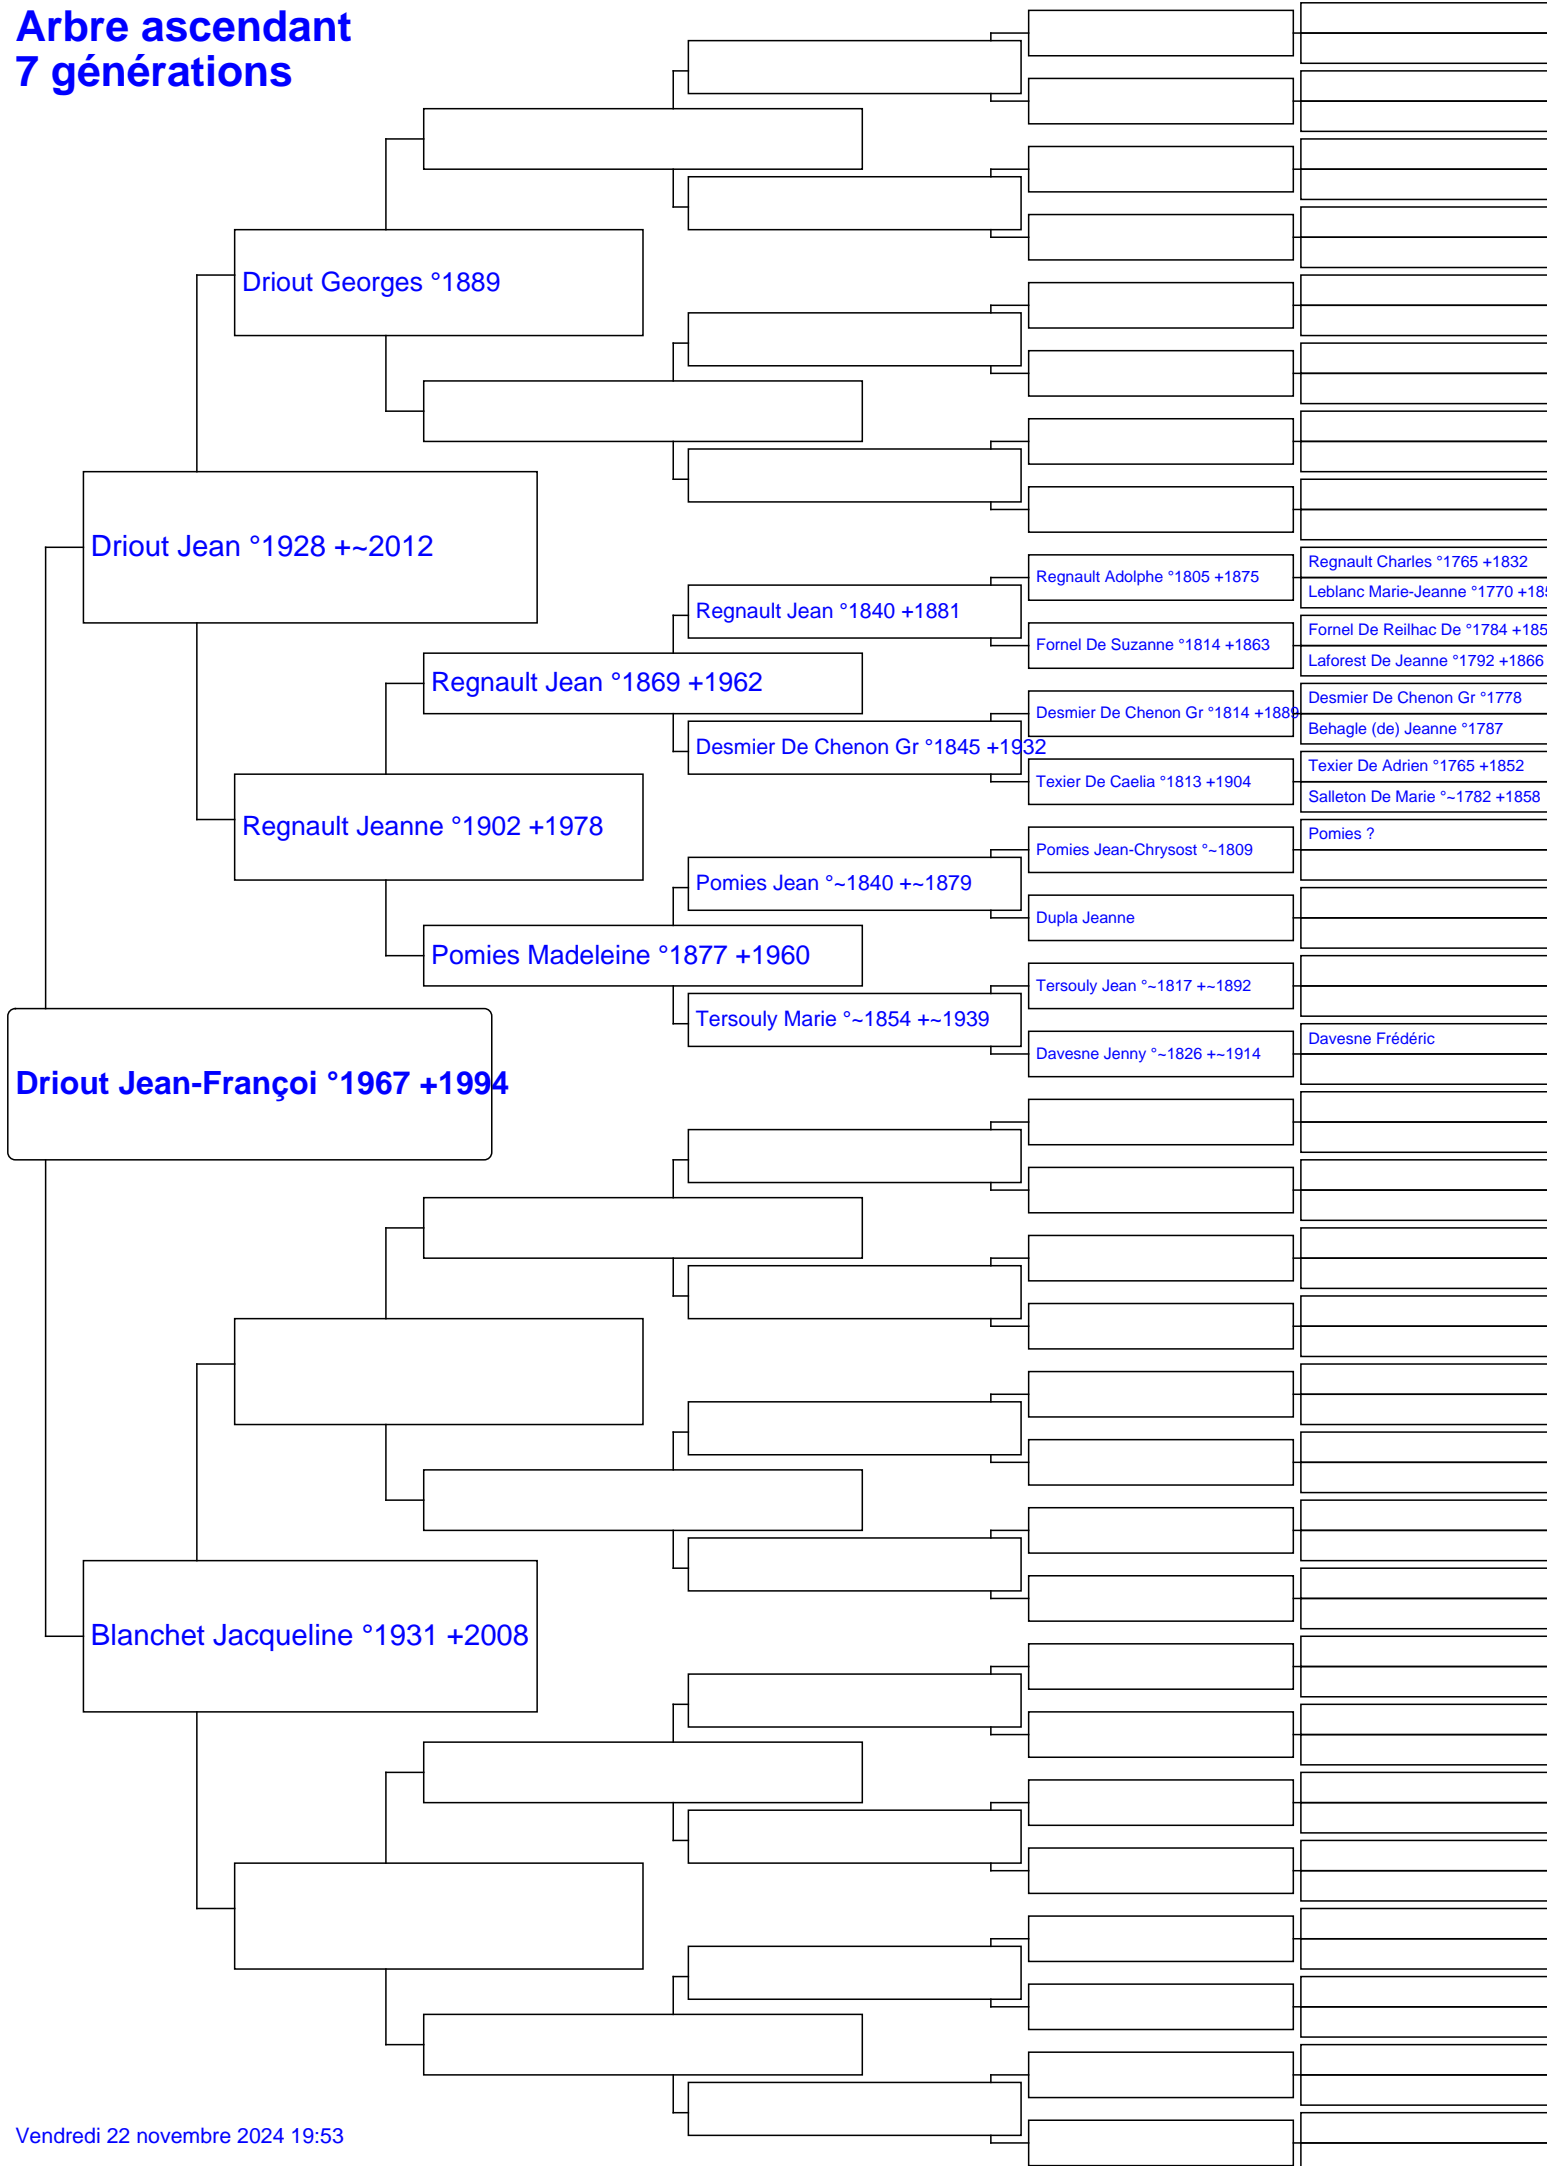 Arbre ascendant
7 générations
Driout Georges °1889
Driout Jean °1928 +~2012
Regnault Charles °1765 +1832
Regnault Adolphe °1805 +1875
Leblanc Marie-Jeanne °1770 +185
Regnault Jean °1840 +1881
Fornel De Reilhac De °1784 +185
Fornel De Suzanne °1814 +1863
Laforest De Jeanne °1792 +1866
Regnault Jean °1869 +1962
Desmier De Chenon Gr °1778
Desmier De Chenon Gr °1814 +1889
Behagle (de) Jeanne °1787
Desmier De Chenon Gr °1845 +1932
Texier De Adrien °1765 +1852
Texier De Caelia °1813 +1904
Salleton De Marie °~1782 +1858
Regnault Jeanne °1902 +1978
Pomies ?
Pomies Jean-Chrysost °~1809
Pomies Jean °~1840 +~1879
Dupla Jeanne
Pomies Madeleine °1877 +1960
Tersouly Jean °~1817 +~1892
Tersouly Marie °~1854 +~1939
Davesne Frédéric
Davesne Jenny °~1826 +~1914
Driout Jean-Françoi °1967 +1994
Blanchet Jacqueline °1931 +2008
Vendredi 22 novembre 2024 19:53